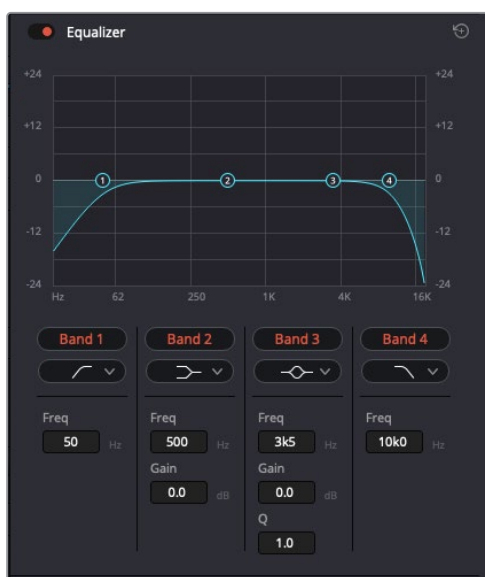 Equalizer
+24 +24
+12 +12
0 0
1 2 3 4
-12 -12
-24 -24
Hz 62 250 1K 4K 16K
Band 1 Band 2 Band 3 Band 4
Freq Freq Freq Freq
50 Hz 500 Hz 3k5 Hz 10k0 Hz
Gain Gain
0.0 dB 0.0 dB
Q
1.0